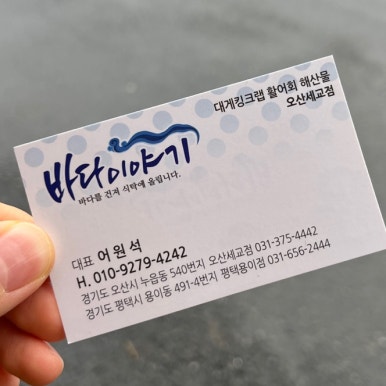 대게킹크랩 활어회 해산물
오산세교점
바다이야기
바다를 건져 식탁에 올립니다.
대표 어 원 석
H. 010-9279-4242
경기도 오산시 누읍동 540번지 오산세교점 031-375-4442
경기도 평택시 용이동 491-4번지 평택용이점 031-656-2444